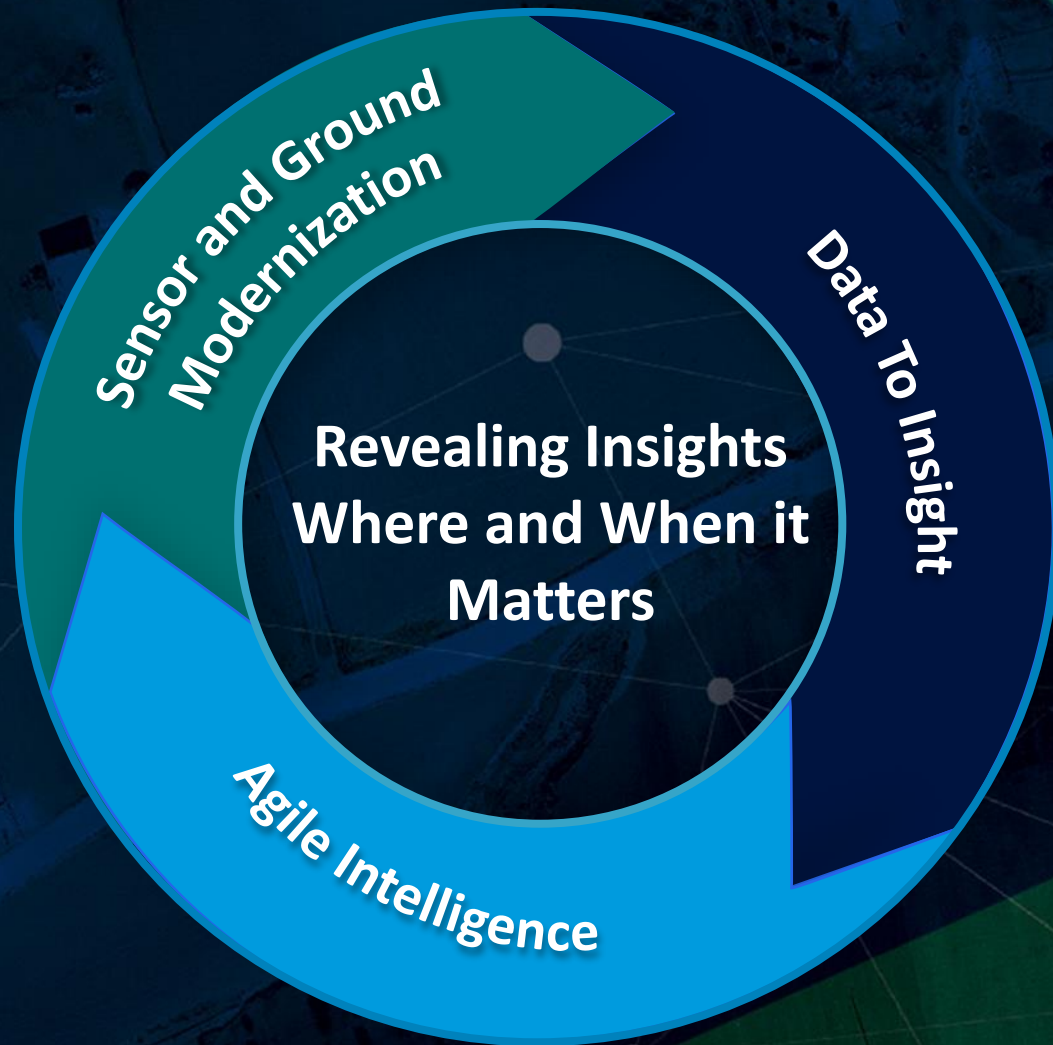 Sensor and Ground
Modernization
Data To Insight
Revealing Insights
Where and When it
Matters
Agile Intelligence